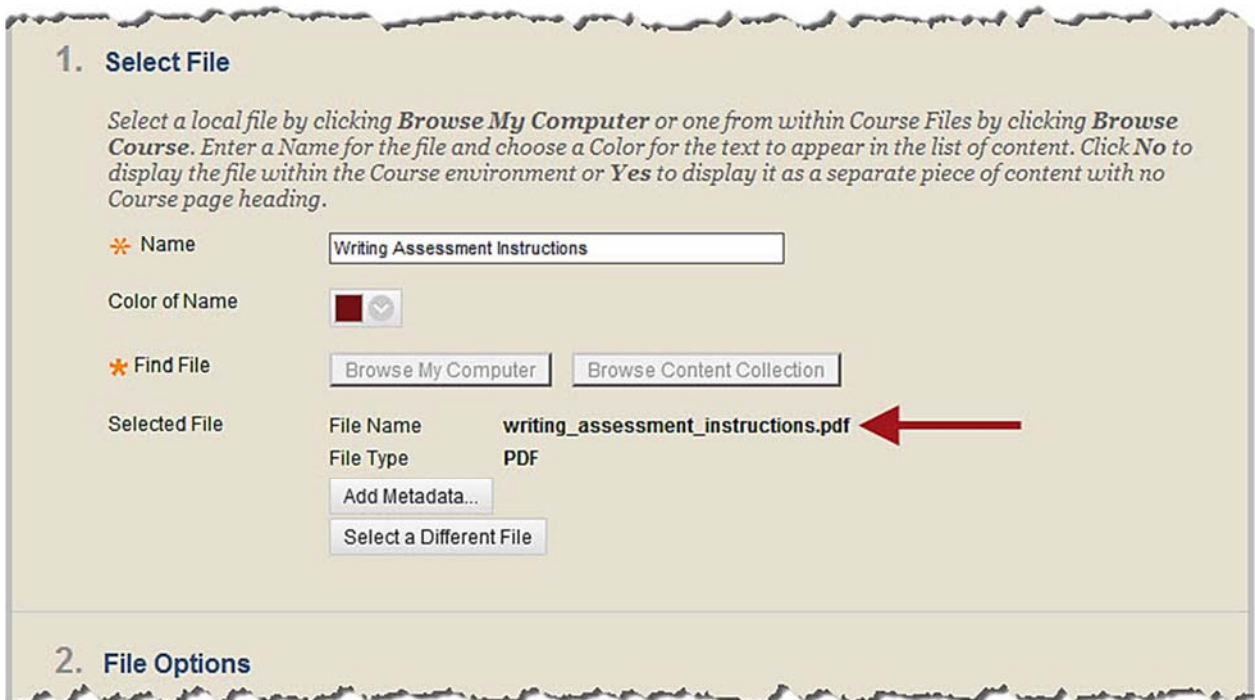 1. Select File
Select a local file by clicking Browse My Computer or one from within Course Files by clicking Browse
Course. Enter a Name for the file and choose a Color for the text to appear in the list of content. Click No to
display the file within the Course environment or Yes to display it as a separate piece of content with no
Course page heading.
* Name Writing Assessment Instructions
Color of Name
* Find File Browse My Computer Browse Content Collection
Selected File File Name writing_assessment_instructions.pdf
File Type PDF
Add Metadata...
Select a Different File
2. File Options